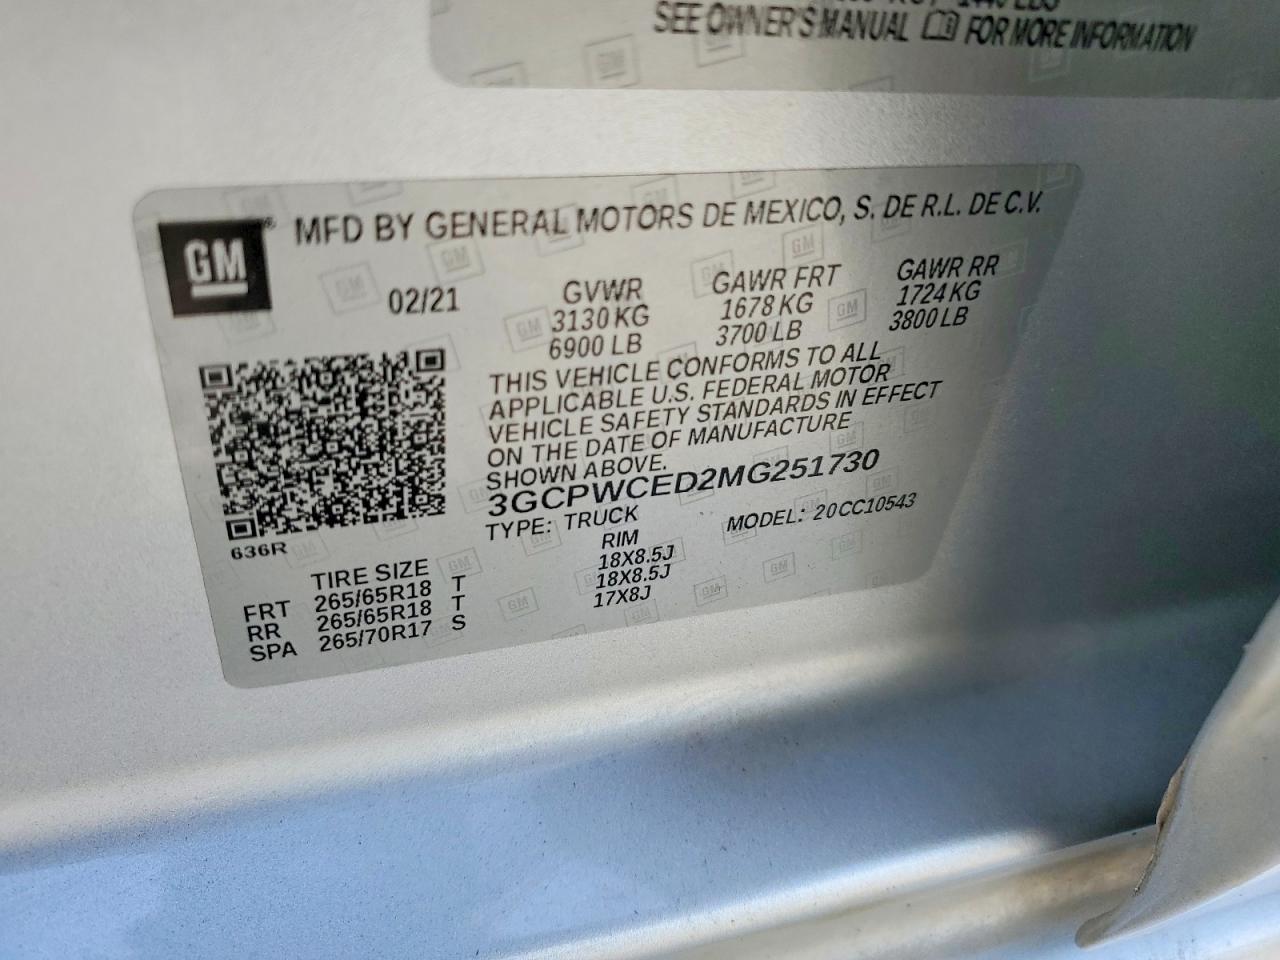 SEE OWNER'S MANUAL FOR MORE INFORMATION
GM
MFD BY GENERAL MOTORS DE MEXICO, S. DE R.L. DE C.V.
02/21
GVWR GAWR FRT GAWR RR
3130 KG 1678 KG 1724 KG
6900 LB 3700 LB 3800 LB
THIS VEHICLE CONFORMS TO ALL
APPLICABLE U.S. FEDERAL MOTOR
VEHICLE SAFETY STANDARDS IN EFFECT
ON THE DATE OF MANUFACTURE
SHOWN ABOVE.
3GCPWCED2MG251730
TYPE: TRUCK MODEL: 20CC10543
636R
TIRE SIZE RIM
FRT 265/65R18 T 18X8.5J
RR 265/65R18 T 18X8.5J
SPA 265/70R17 S 17X8J